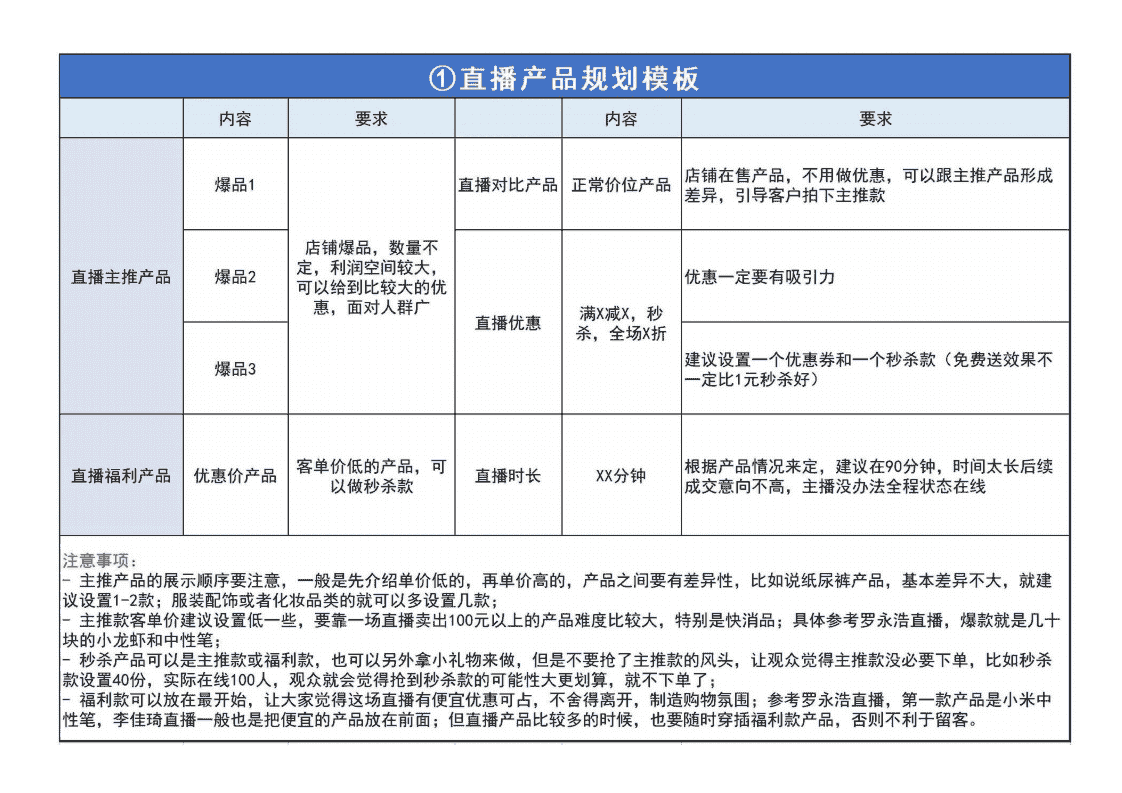 ①直播产品规划模板
内容
要求
内容
要求
直播主推产品
爆品1
店铺爆品，数量不
定，利润空间较大，
可以给到比较大的优
惠，面对人群广
直播对比产品
正常价位产品
店铺在售产品，不用做优惠，可以跟主推产品形成
差异，引导客户拍下主推款
爆品2
直播优惠
满X减X，秒
杀，全场X折
优惠一定要有吸引力
爆品3
建议设置一个优惠券和一个秒杀款（免费送效果不
一定比1元秒杀好）
直播福利产品
优惠价产品
客单价低的产品，可
以做秒杀款
直播时长
XX分钟
根据产品情况来定，建议在90分钟，时间太长后续
成交意向不高，主播没办法全程状态在线
注意事项：
- 主推产品的展示顺序要注意，一般是先介绍单价低的，再单价高的，产品之间要有差异性，比如说纸尿裤产品，基本差异不大，就建
议设置1-2款；服装配饰或者化妆品类的就可以多设置几款；
- 主推款客单价建议设置低一些，要靠一场直播卖出100元以上的产品难度比较大，特别是快消品；具体参考罗永浩直播，爆款就是几十
块的小龙虾和中性笔；
- 秒杀产品可以是主推款或福利款，也可以另外拿小礼物来做，但是不要抢了主推款的风头，让观众觉得主推款没必要下单，比如秒杀
款设置40份，实际在线100人，观众就会觉得抢到秒杀款的可能性大更划算，就不下单了；
- 福利款可以放在最开始，让大家觉得这场直播有便宜优惠可占，不舍得离开，制造购物氛围；参考罗永浩直播，第一款产品是小米中
性笔，李佳琦直播一般也是把便宜的产品放在前面；但直播产品比较多的时候，也要随时穿插福利款产品，否则不利于留客。